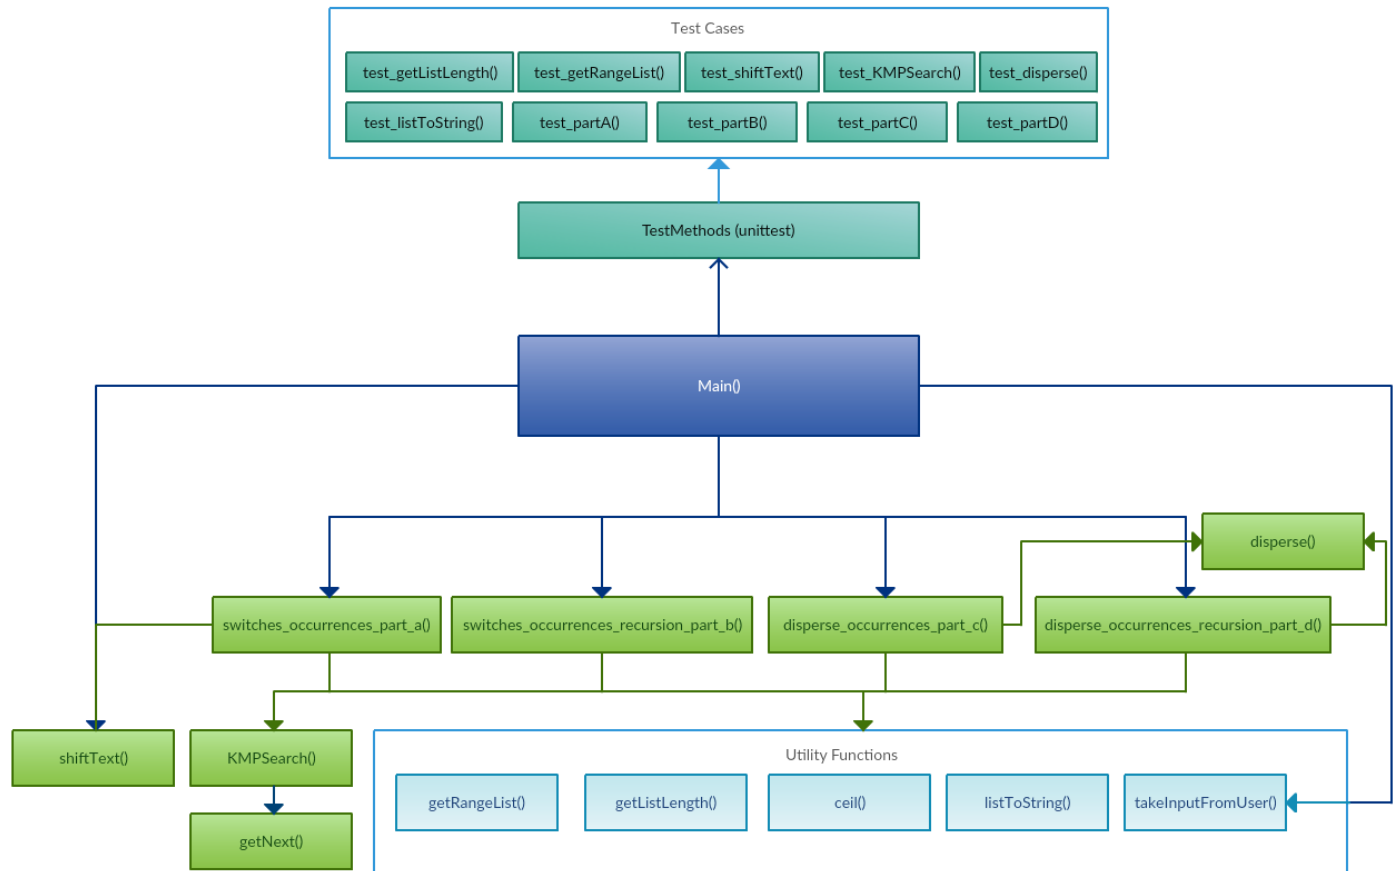 Test Cases
test_getListLength()
test_getRangeList()
test_shiftText()
test_KMPSearch()
test_disperse()
test_listToString()
test_partA()
test_partB()
test_partC()
test_partD()
TestMethods (unittest)
Main()
disperse()
switches_occurrences_part_a()
switches_occurrences_recursion_part_b()
disperse_occurrences_part_c()
disperse_occurrences_recursion_part_d()
shiftText()
KMPSearch()
Utility Functions
getRangeList()
getListLength()
ceil()
listToString()
takeInputFromUser()
getNext()